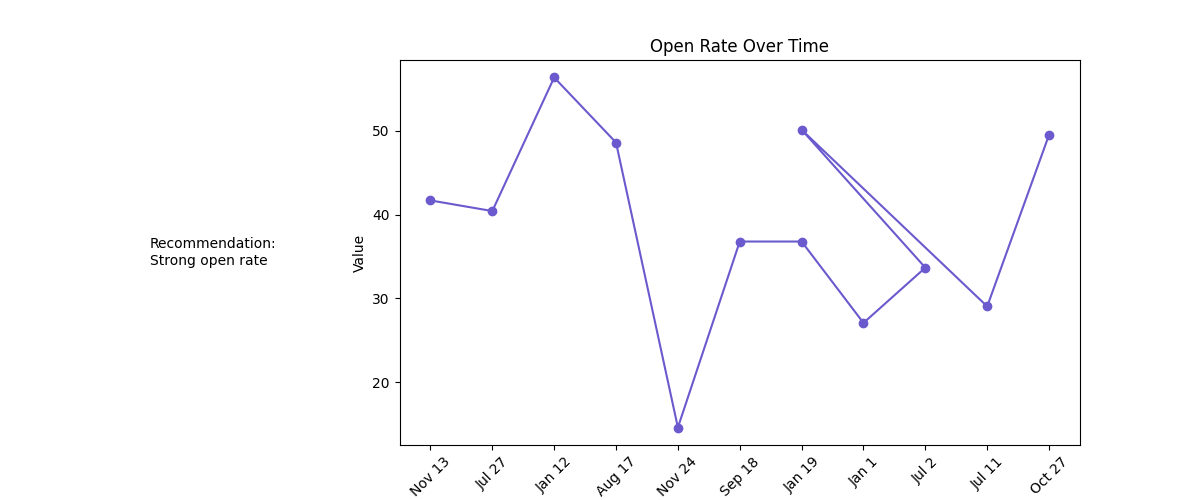 Open Rate Over Time
Recommendation:
Strong open rate
Value
50
40
30
20
Nov 13
Jul 27
Jan 12
Aug 17
Nov 24
Sep 18
Jan 19
Jan 1
Jul 2
Jul 11
Oct 27